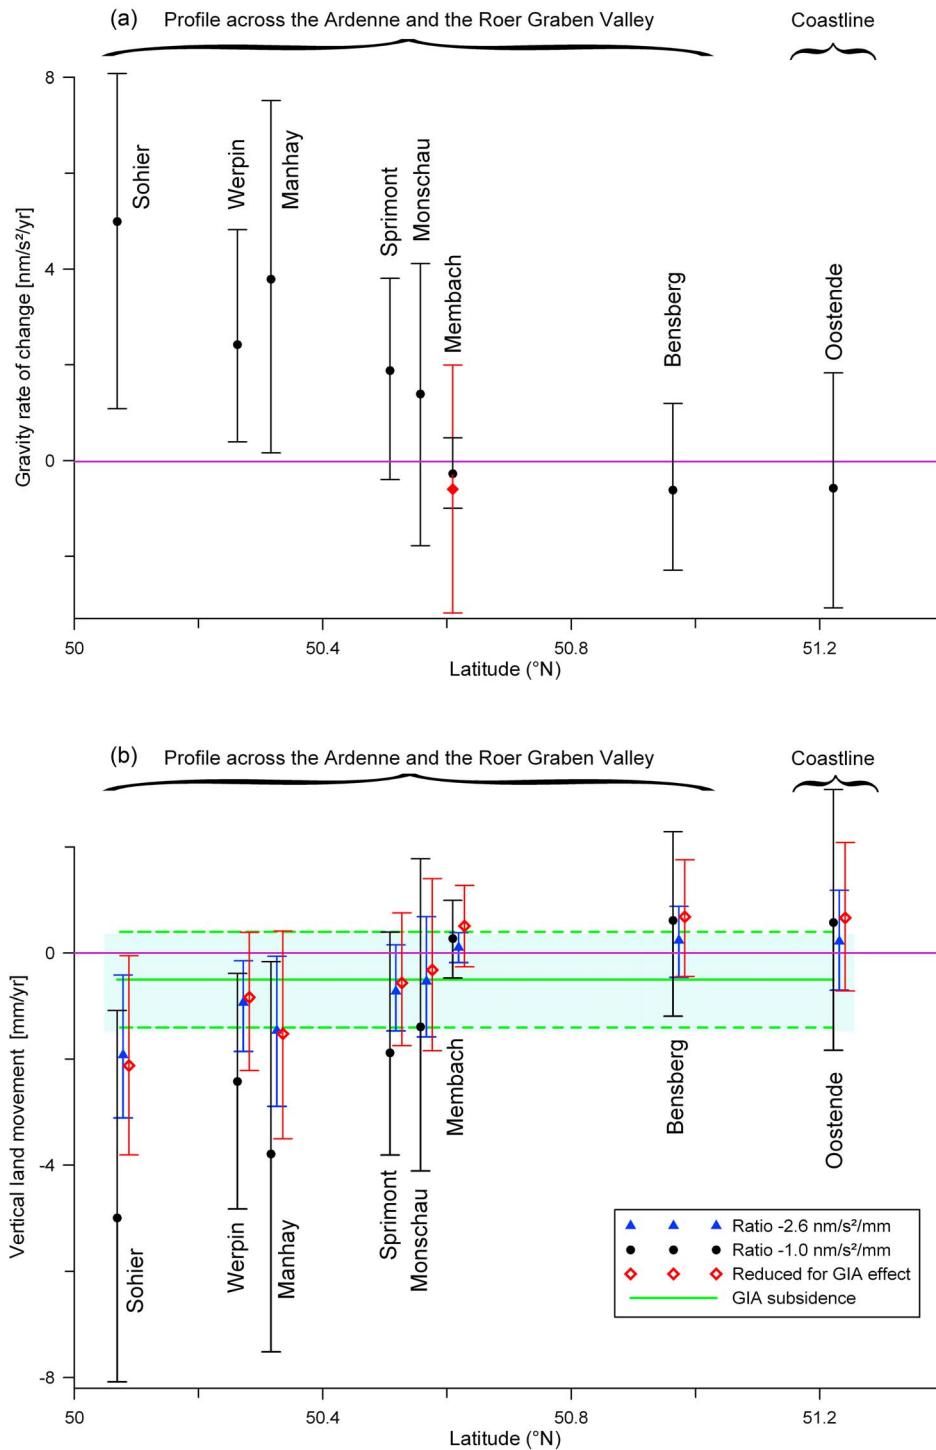 (a)
Profile across the Ardenne and the Roer Graben Valley
Coastline
8
4
0
Gravity rate of change [nm/s²/yr]
Sohier
Werpin
Manhay
Sprimont
Monschau
Membach
Bensberg
Oostende
50
50.4
50.8
51.2
Latitude (°N)
(b)
Profile across the Ardenne and the Roer Graben Valley
Coastline
0
-4
-8
Vertical land movement [mm/yr]
Sohier
Werpin
Manhay
Sprimont
Monschau
Membach
Bensberg
Oostende
Ratio -2.6 nm/s²/mm
Ratio -1.0 nm/s²/mm
Reduced for GIA effect
GIA subsidence
50
50.4
50.8
51.2
Latitude (°N)